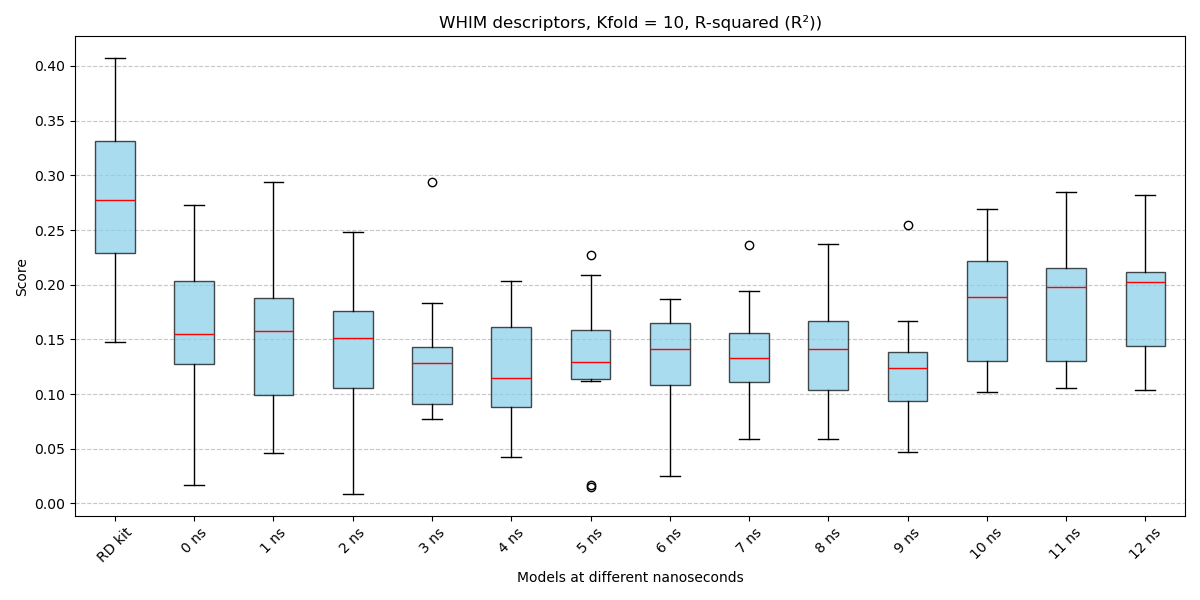 WHIM descriptors, Kfold = 10, R-squared (R²))
Score
0.40
0.35
0.30
0.25
0.20
0.15
0.10
0.05
0.00
RD kit
0 ns
1 ns
2 ns
3 ns
4 ns
5 ns
6 ns
7 ns
8 ns
9 ns
10 ns
11 ns
12 ns
Models at different nanoseconds